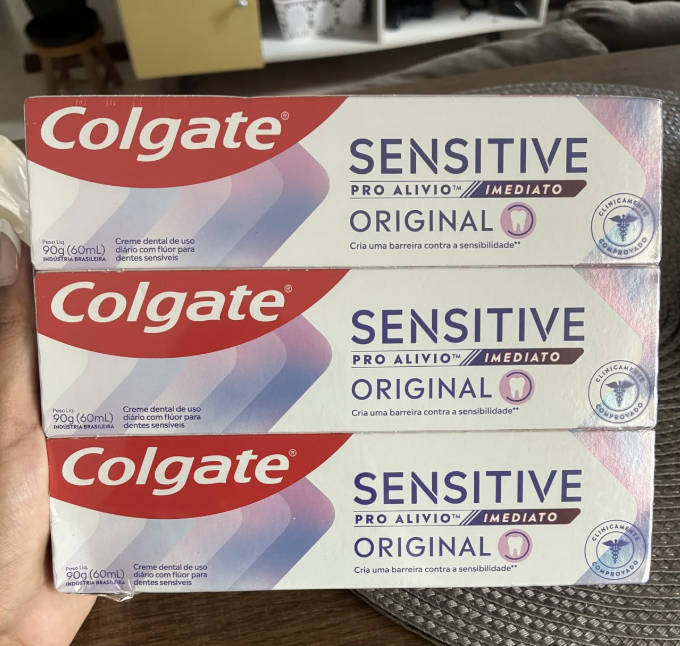 Colgate®
SENSITIVE
PRO ALIVIO™ IMEDIATO
ORIGINAL
Cria uma barreira contra a sensibilidade**
Peso Líq.
90g (60mL)
INDÚSTRIA BRASILEIRA
Creme dental de uso
diário com flúor para
dentes sensíveis
CLINICAMENTE
COMPROVADO
Colgate®
SENSITIVE
PRO ALIVIO™ IMEDIATO
ORIGINAL
Cria uma barreira contra a sensibilidade**
Peso Líq.
90g (60mL)
INDÚSTRIA BRASILEIRA
Creme dental de uso
diário com flúor para
dentes sensíveis
CLINICAMENTE
COMPROVADO
Colgate®
SENSITIVE
PRO ALIVIO™ IMEDIATO
ORIGINAL
Cria uma barreira contra a sensibilidade**
Peso Líq.
90g (60mL)
INDÚSTRIA BRASILEIRA
Creme dental de uso
diário com flúor para
dentes sensíveis
CLINICAMENTE
COMPROVADO